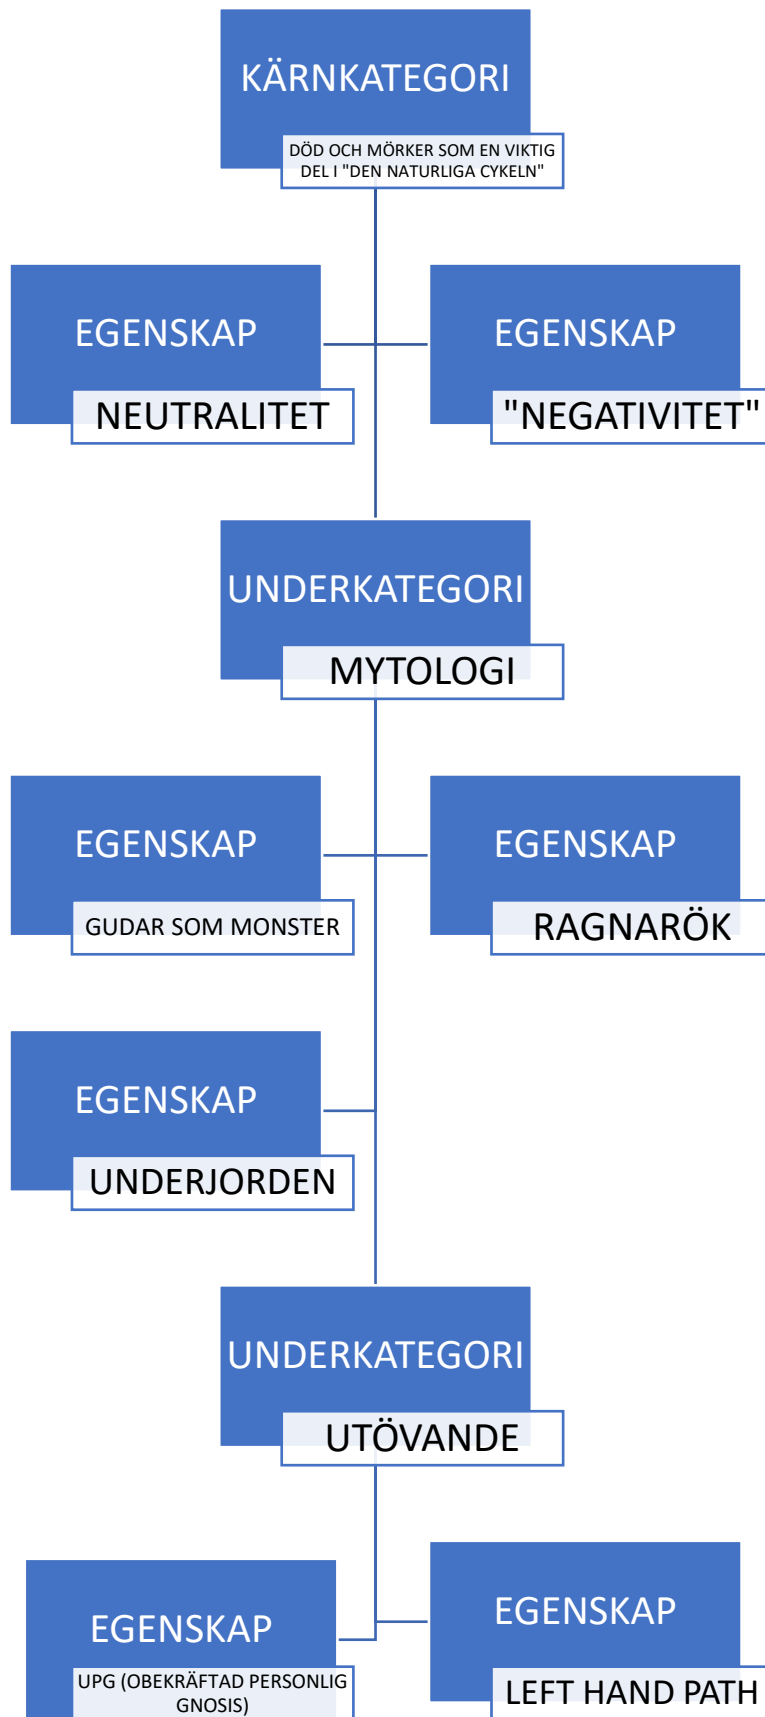 KÄRNKATEGORI
DÖD OCH MÖRKER SOM EN VIKTIG
DEL I "DEN NATURLIGA CYKELN"
EGENSKAP
NEUTRALITET
EGENSKAP
"NEGATIVITET"
UNDERKATEGORI
MYTOLOGI
EGENSKAP
GUDAR SOM MONSTER
EGENSKAP
RAGNARÖK
EGENSKAP
UNDERJORDEN
UNDERKATEGORI
UTÖVANDE
EGENSKAP
UPG (OBEKRÄFTAD PERSONLIG
GNOSIS)
EGENSKAP
LEFT HAND PATH